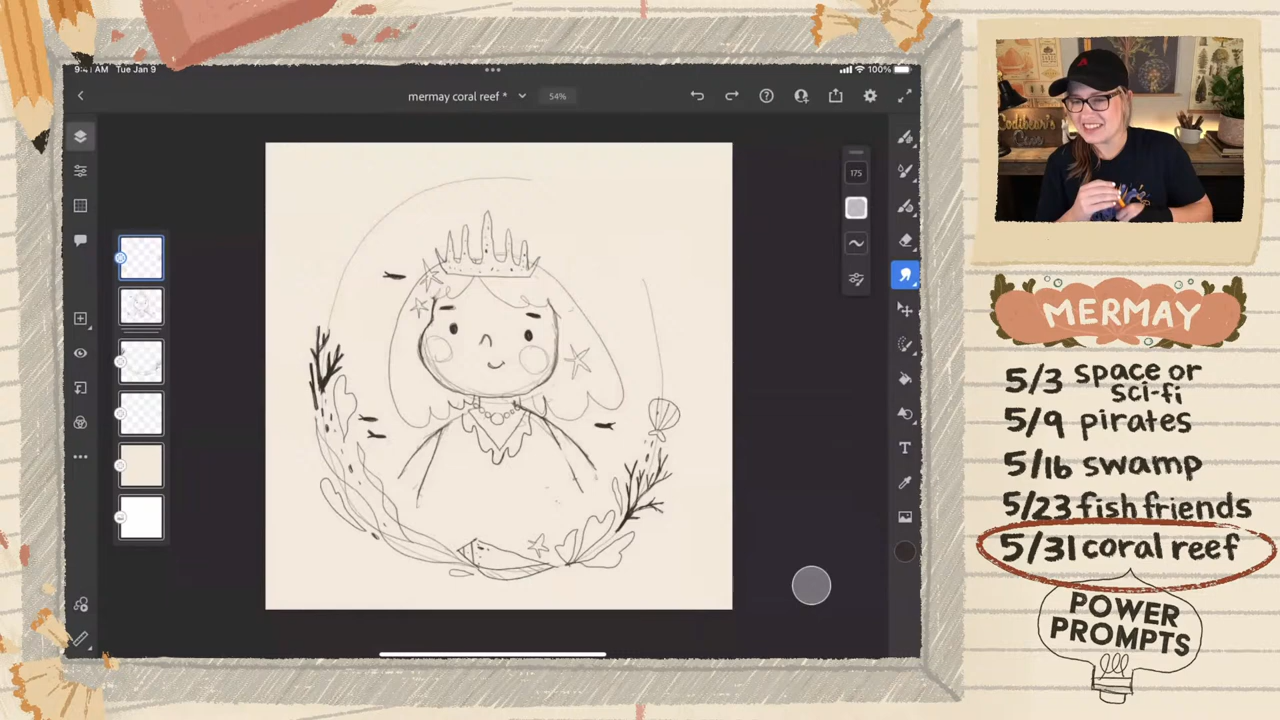 9:41 AM Tue Jan 9
100%
mermay coral reef *
54%
175
T
Codibear's
MERMAY
5/3 space or
sci-fi
5/9 pirates
5/16 swamp
5/23 fish friends
5/31 coral reef
POWER
PROMPTS